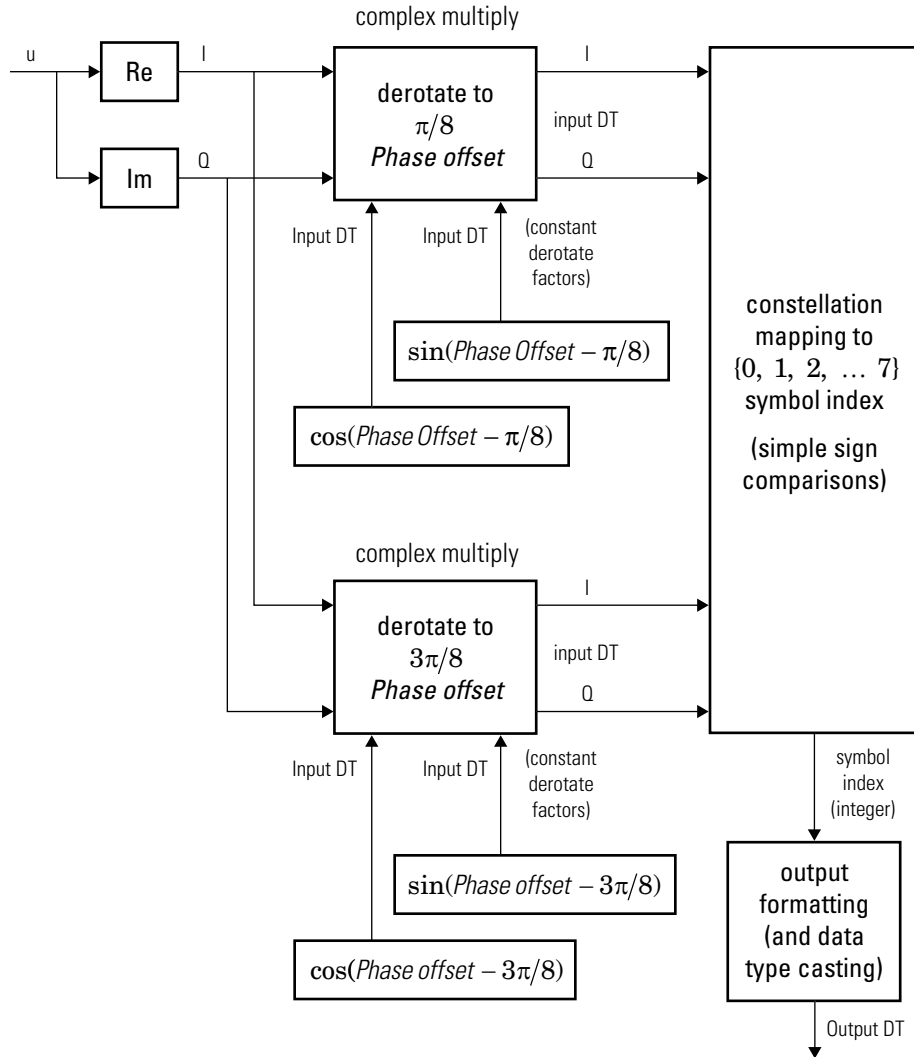 complex multiply
u
Re
I
derotate to
π/8
Phase offset
I
input DT
Q
Im
Q
Input DT
Input DT
(constant
derotate
factors)
sin(Phase Offset − π/8)
cos(Phase Offset − π/8)
constellation
mapping to
{0, 1, 2, … 7}
symbol index
(simple sign
comparisons)
complex multiply
derotate to
3π/8
Phase offset
I
input DT
Q
Input DT
Input DT
(constant
derotate
factors)
sin(Phase offset − 3π/8)
cos(Phase offset − 3π/8)
symbol
index
(integer)
output
formatting
(and data
type casting)
Output DT